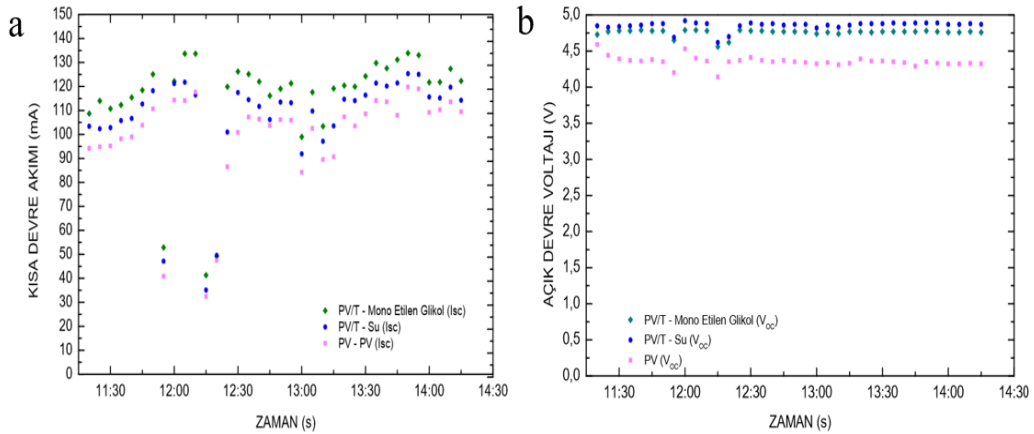 a
KISA DEVRE AKIMI (mA)
150
140
130
120
110
100
90
80
70
60
50
40
30
20
10
0
PV/T - Mono Etilen Glikol (Isc)
PV/T - Su (Isc)
PV - PV (Isc)
11:30 12:00 12:30 13:00 13:30 14:00 14:30
ZAMAN (s)
b
AÇIK DEVRE VOLTAJI (V)
5,0
4,5
4,0
3,5
3,0
2,5
2,0
1,5
1,0
0,5
0,0
PV/T - Mono Etilen Glikol (Voc)
PV/T - Su (Voc)
PV (Voc)
11:30 12:00 12:30 13:00 13:30 14:00 14:30
ZAMAN (s)